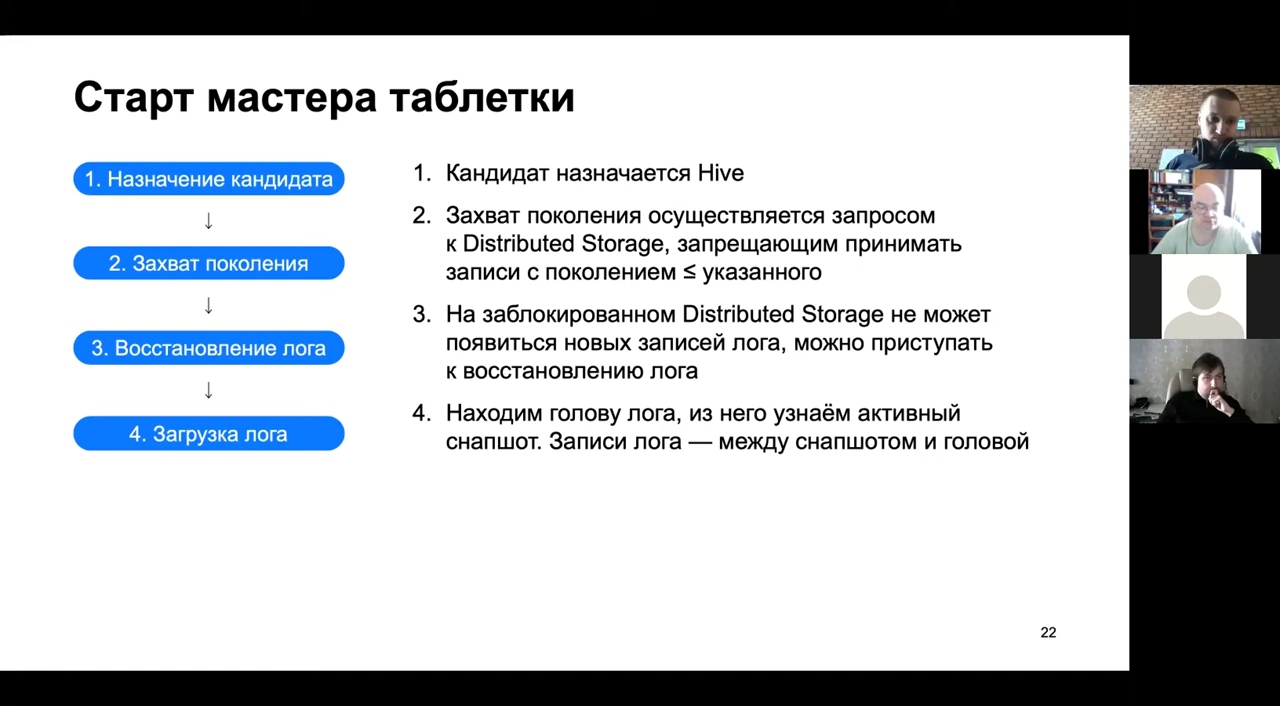 Старт мастера таблетки
1. Назначение кандидата
↓
2. Захват поколения
↓
3. Восстановление лога
↓
4. Загрузка лога
1. Кандидат назначается Hive
2. Захват поколения осуществляется запросом
к Distributed Storage, запрещающим принимать
записи с поколением ≤ указанного
3. На заблокированном Distributed Storage не может
появиться новых записей лога, можно приступать
к восстановлению лога
4. Находим голову лога, из него узнаём активный
снапшот. Записи лога — между снапшотом и головой
22